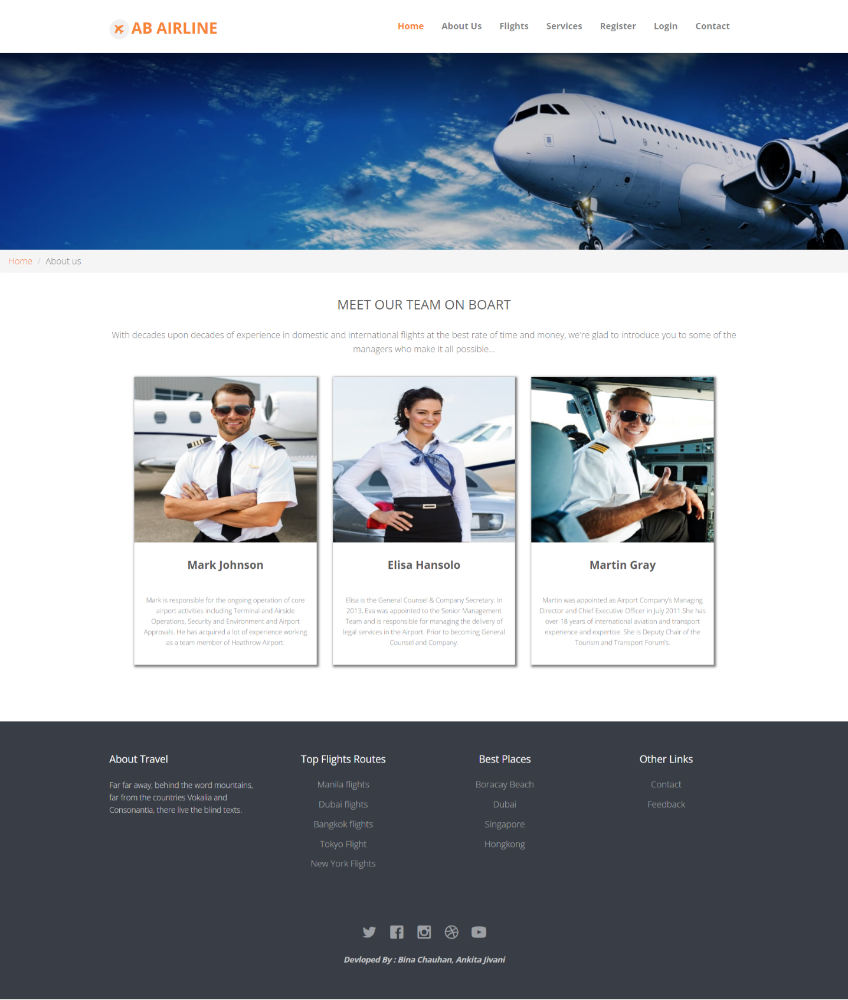 AB AIRLINE
Home About Us Flights Services Register Login Contact
Home / About us
MEET OUR TEAM ON BOART
With decades upon decades of experience in domestic and international flights at the best rate of time and money, we're glad to introduce you to some of the
managers who make it all possible...
Mark Johnson
Mark is responsible for the ongoing operation of core
airport activities including Terminal and Airside
Operations, Security and Environment and Airport
Approvals. He has acquired a lot of experience working
as a team member of Heathrow Airport.
Elisa Hansolo
Elisa is the General Counsel & Company Secretary. In
2013, Eva was appointed to the Senior Management
Team and is responsible for managing the delivery of
legal services in the Airport. Prior to becoming General
Counsel and Company.
Martin Gray
Martin was appointed as Airport Company's Managing
Director and Chief Executive Officer in July 2011.She has
over 18 years of international aviation and transport
experience and expertise. She is Deputy Chair of the
Tourism and Transport Forum's.
About Travel
Far far away, behind the word mountains,
far from the countries Vokalia and
Consonantia, there live the blind texts.
Top Flights Routes
Manila flights
Dubai flights
Bangkok flights
Tokyo Flight
New York Flights
Best Places
Boracay Beach
Dubai
Singapore
Hongkong
Other Links
Contact
Feedback
Devloped By : Bina Chauhan, Ankita Jivani